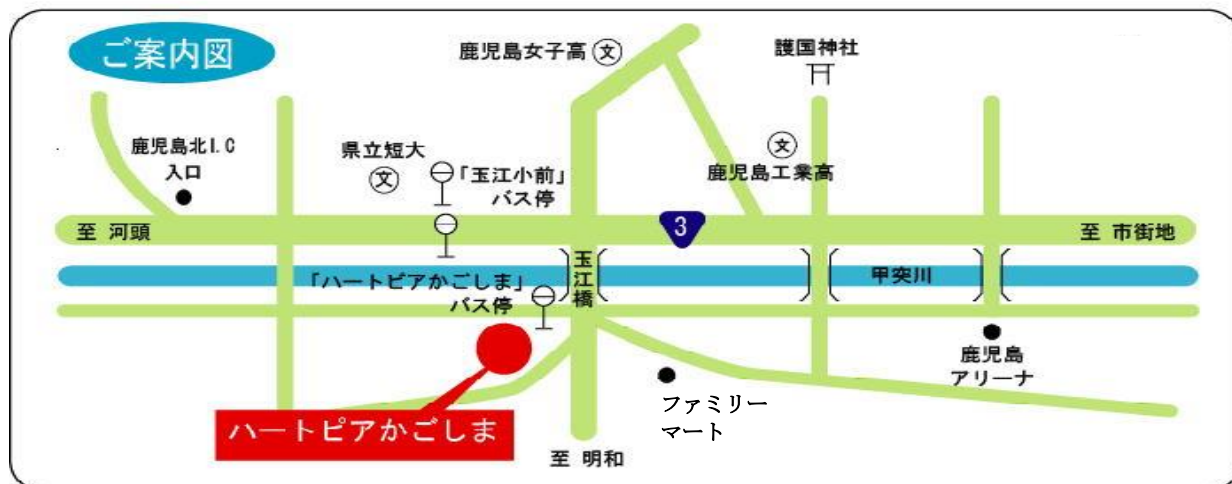 ご案内図
鹿児島女子高
文
護国神社
鹿児島北I.C
入口
県立短大
文
「玉江小前」
バス停
文
鹿児島工業高
至 河頭
3
至 市街地
玉江橋
甲突川
「ハートピアかごしま」
バス停
鹿児島
アリーナ
ファミリー
マート
ハートピアかごしま
至 明和